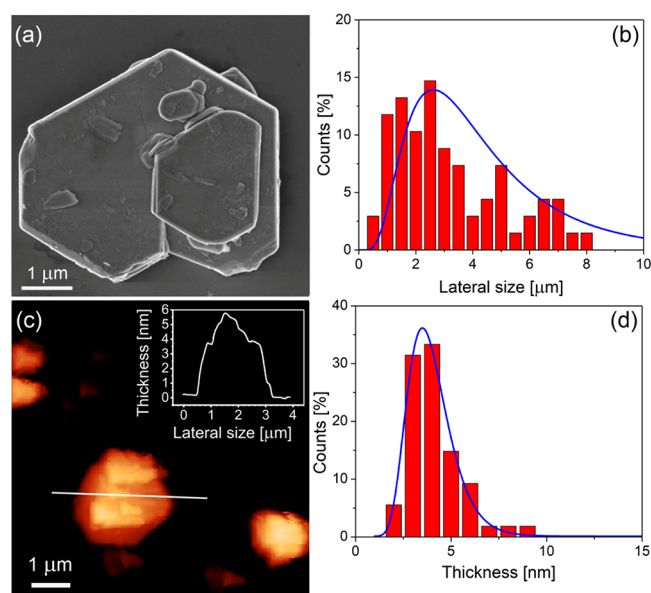 (a)
1 μm
(b)
Counts [%]
20
15
10
5
0
0 2 4 6 8 10
Lateral size [μm]
(c)
Thickness [nm]
6
5
4
3
2
1
0
0 1 2 3 4
Lateral size [μm]
1 μm
(d)
Counts [%]
40
30
20
10
0
0 5 10 15
Thickness [nm]